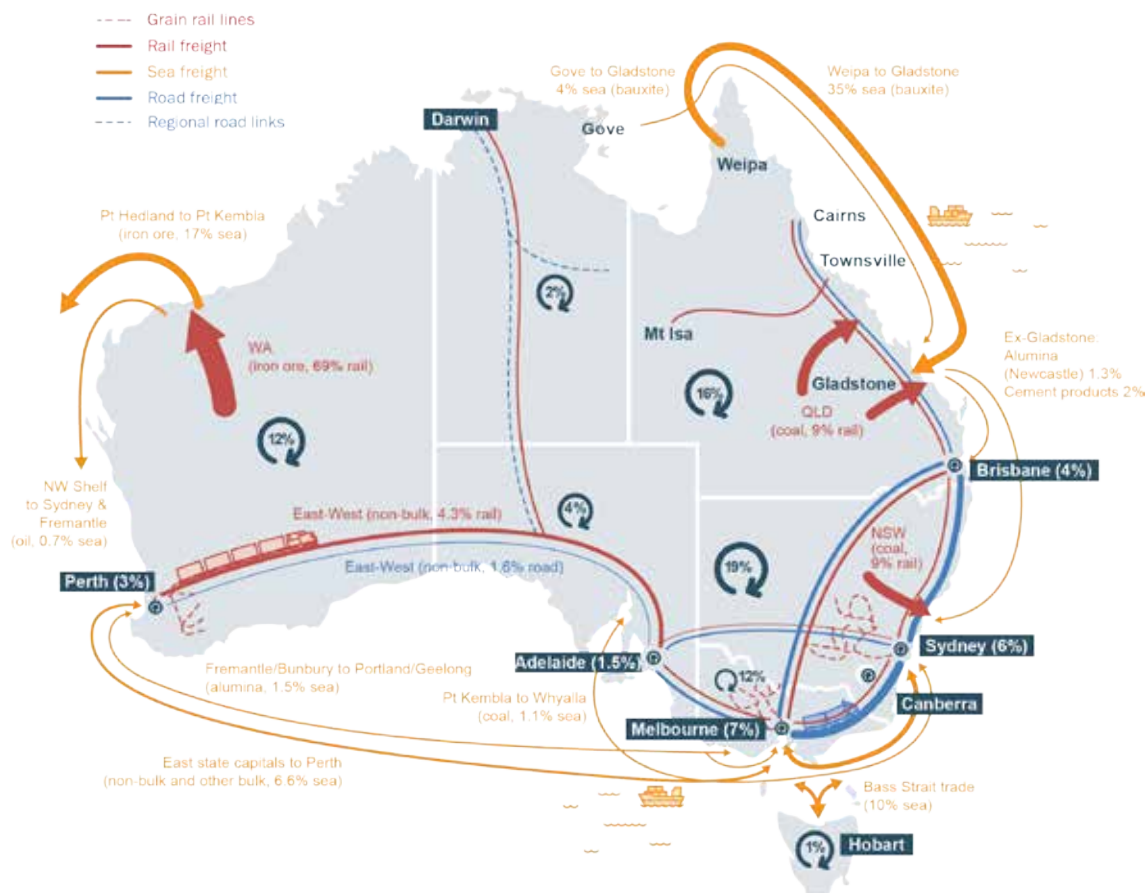 Grain rail lines
Rail freight
Sea freight
Road freight
Regional road links
Gove to Gladstone
4% sea (bauxite)
Weipa to Gladstone
35% sea (bauxite)
Darwin
Gove
Weipa
Pt Hedland to Pt Kembla
(iron ore, 17% sea)
Cairns
Townsville
2%
Mt Isa
WA
(iron ore, 69% rail)
Ex-Gladstone:
Alumina
(Newcastle) 1.3%
Cement products 2%
Gladstone
16%
QLD
(coal, 9% rail)
12%
Brisbane (4%)
NW Shelf
to Sydney &
Fremantle
(oil, 0.7% sea)
East-West (non-bulk, 4.3% rail)
4%
NSW
(coal,
9% rail)
East-West (non-bulk, 1.6% road)
19%
Perth (3%)
Sydney (6%)
Adelaide (1.5%)
Fremantle/Bunbury to Portland/Geelong
(alumina, 1.5% sea)
12%
Pt Kembla to Whyalla
(coal, 1.1% sea)
Canberra
Melbourne (7%)
East state capitals to Perth
(non-bulk and other bulk, 6.6% sea)
Bass Strait trade
(10% sea)
1%
Hobart